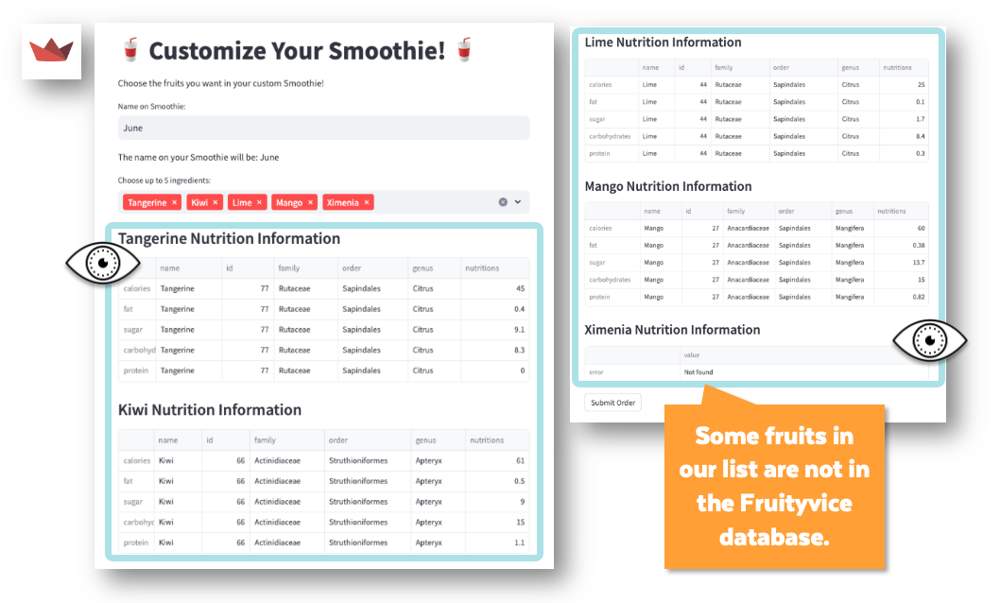 Customize Your Smoothie!
Choose the fruits you want in your custom Smoothie!
Name on Smoothie:
June
The name on your Smoothie will be: June
Choose up to 5 ingredients:
Tangerine × Kiwi × Lime × Mango × Ximenia ×
Tangerine Nutrition Information
name id family order genus nutritions
calories Tangerine 77 Rutaceae Sapindales Citrus 45
fat Tangerine 77 Rutaceae Sapindales Citrus 0.4
sugar Tangerine 77 Rutaceae Sapindales Citrus 9.1
carbohyd Tangerine 77 Rutaceae Sapindales Citrus 8.3
protein Tangerine 77 Rutaceae Sapindales Citrus 0
Kiwi Nutrition Information
name id family order genus nutritions
calories Kiwi 66 Actinidiaceae Struthioniformes Apteryx 61
fat Kiwi 66 Actinidiaceae Struthioniformes Apteryx 0.5
sugar Kiwi 66 Actinidiaceae Struthioniformes Apteryx 9
carbohyd Kiwi 66 Actinidiaceae Struthioniformes Apteryx 15
protein Kiwi 66 Actinidiaceae Struthioniformes Apteryx 1.1
Lime Nutrition Information
name id family order genus nutritions
calories Lime 44 Rutaceae Sapindales Citrus 25
fat Lime 44 Rutaceae Sapindales Citrus 0.1
sugar Lime 44 Rutaceae Sapindales Citrus 1.7
carbohydrates Lime 44 Rutaceae Sapindales Citrus 8.4
protein Lime 44 Rutaceae Sapindales Citrus 0.3
Mango Nutrition Information
name id family order genus nutritions
calories Mango 27 Anacardiaceae Sapindales Mangifera 60
fat Mango 27 Anacardiaceae Sapindales Mangifera 0.38
sugar Mango 27 Anacardiaceae Sapindales Mangifera 13.7
carbohydrates Mango 27 Anacardiaceae Sapindales Mangifera 15
protein Mango 27 Anacardiaceae Sapindales Mangifera 0.82
Ximenia Nutrition Information
value
error Not found
Submit Order
Some fruits in
our list are not in
the Fruityvice
database.